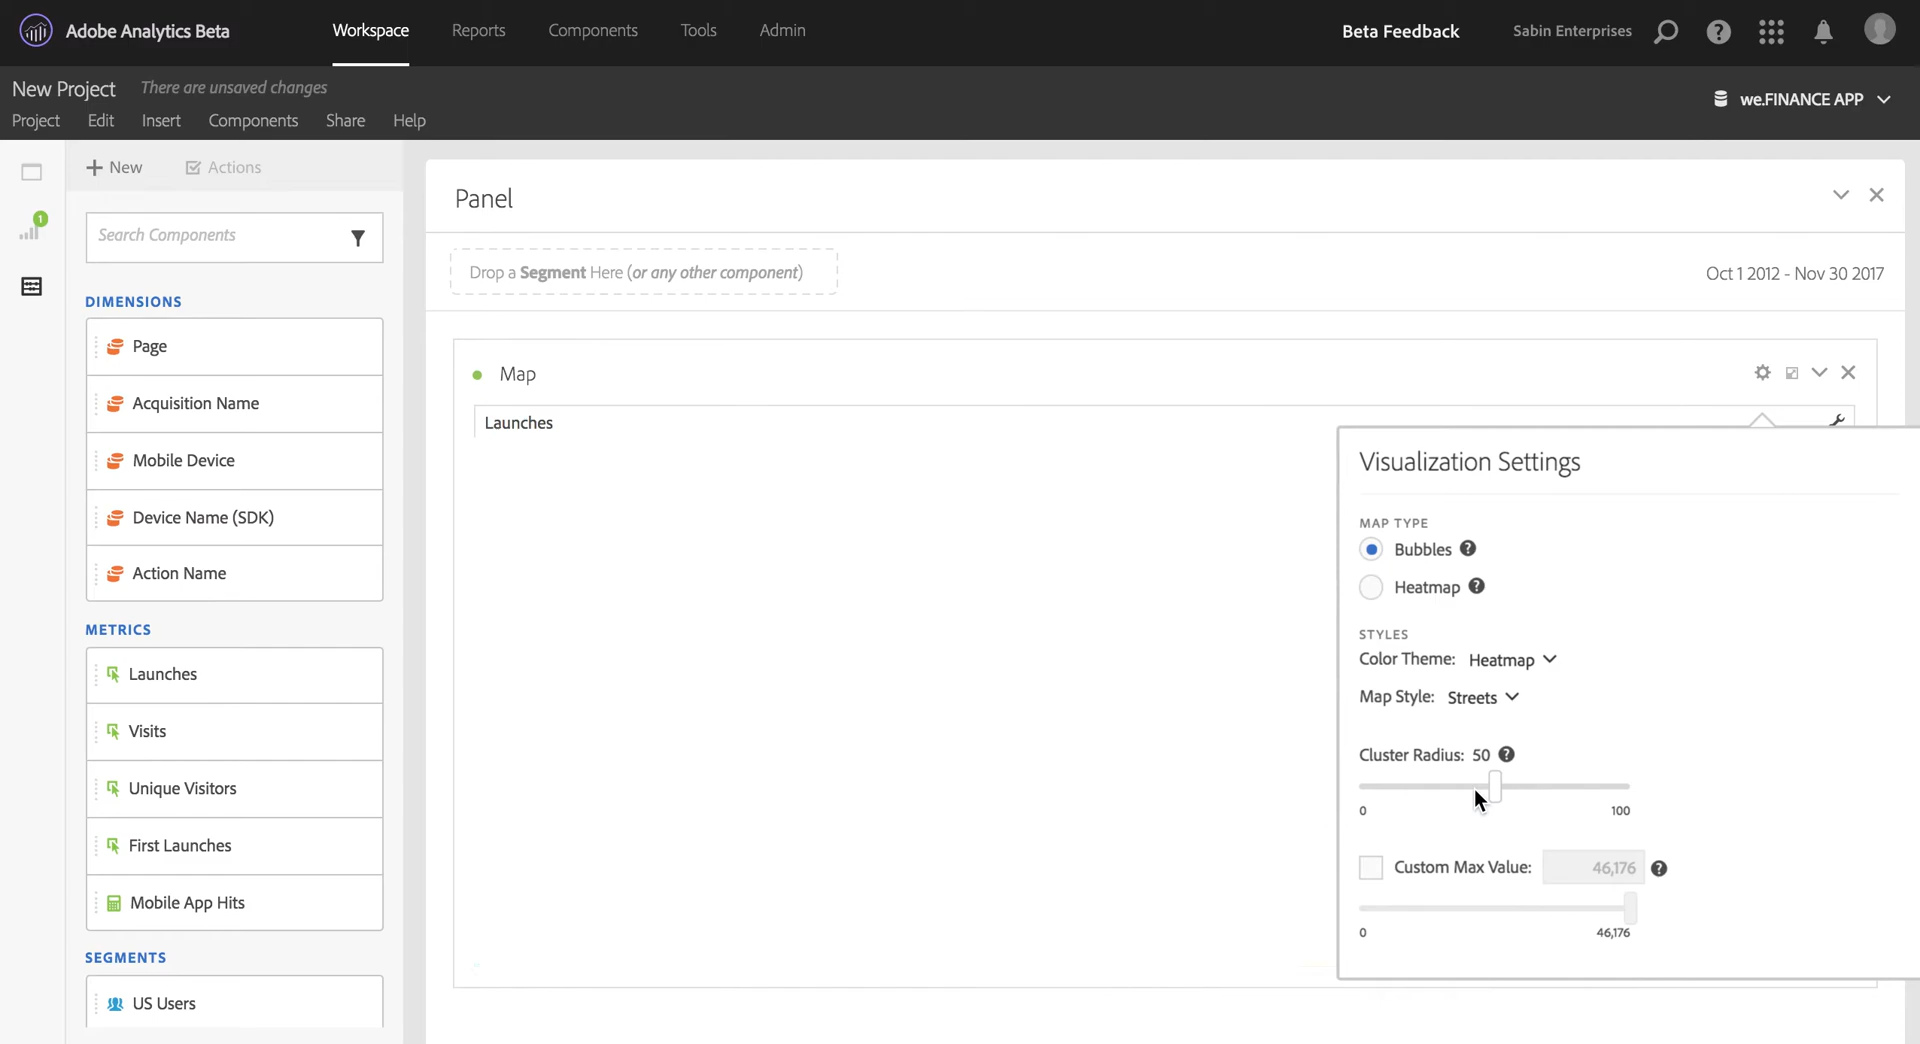 Adobe Analytics Beta
Workspace
Reports
Components
Tools
Admin
Beta Feedback
Sabin Enterprises
New Project
There are unsaved changes
Project
Edit
Insert
Components
Share
Help
we.FINANCE APP
New
Actions
1
Search Components
DIMENSIONS
Page
Acquisition Name
Mobile Device
Device Name (SDK)
Action Name
METRICS
Launches
Visits
Unique Visitors
First Launches
Mobile App Hits
SEGMENTS
US Users
Panel
Drop a Segment Here (or any other component)
Oct 1 2012 - Nov 30 2017
Map
Launches
Visualization Settings
MAP TYPE
Bubbles
Heatmap
STYLES
Color Theme: Heatmap
Map Style: Streets
Cluster Radius: 50
0 100
Custom Max Value: 46,176
0 46,176